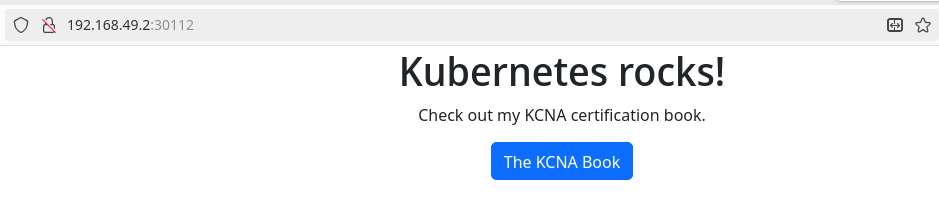 192.168.49.2:30112
Kubernetes rocks!
Check out my KCNA certification book.
The KCNA Book